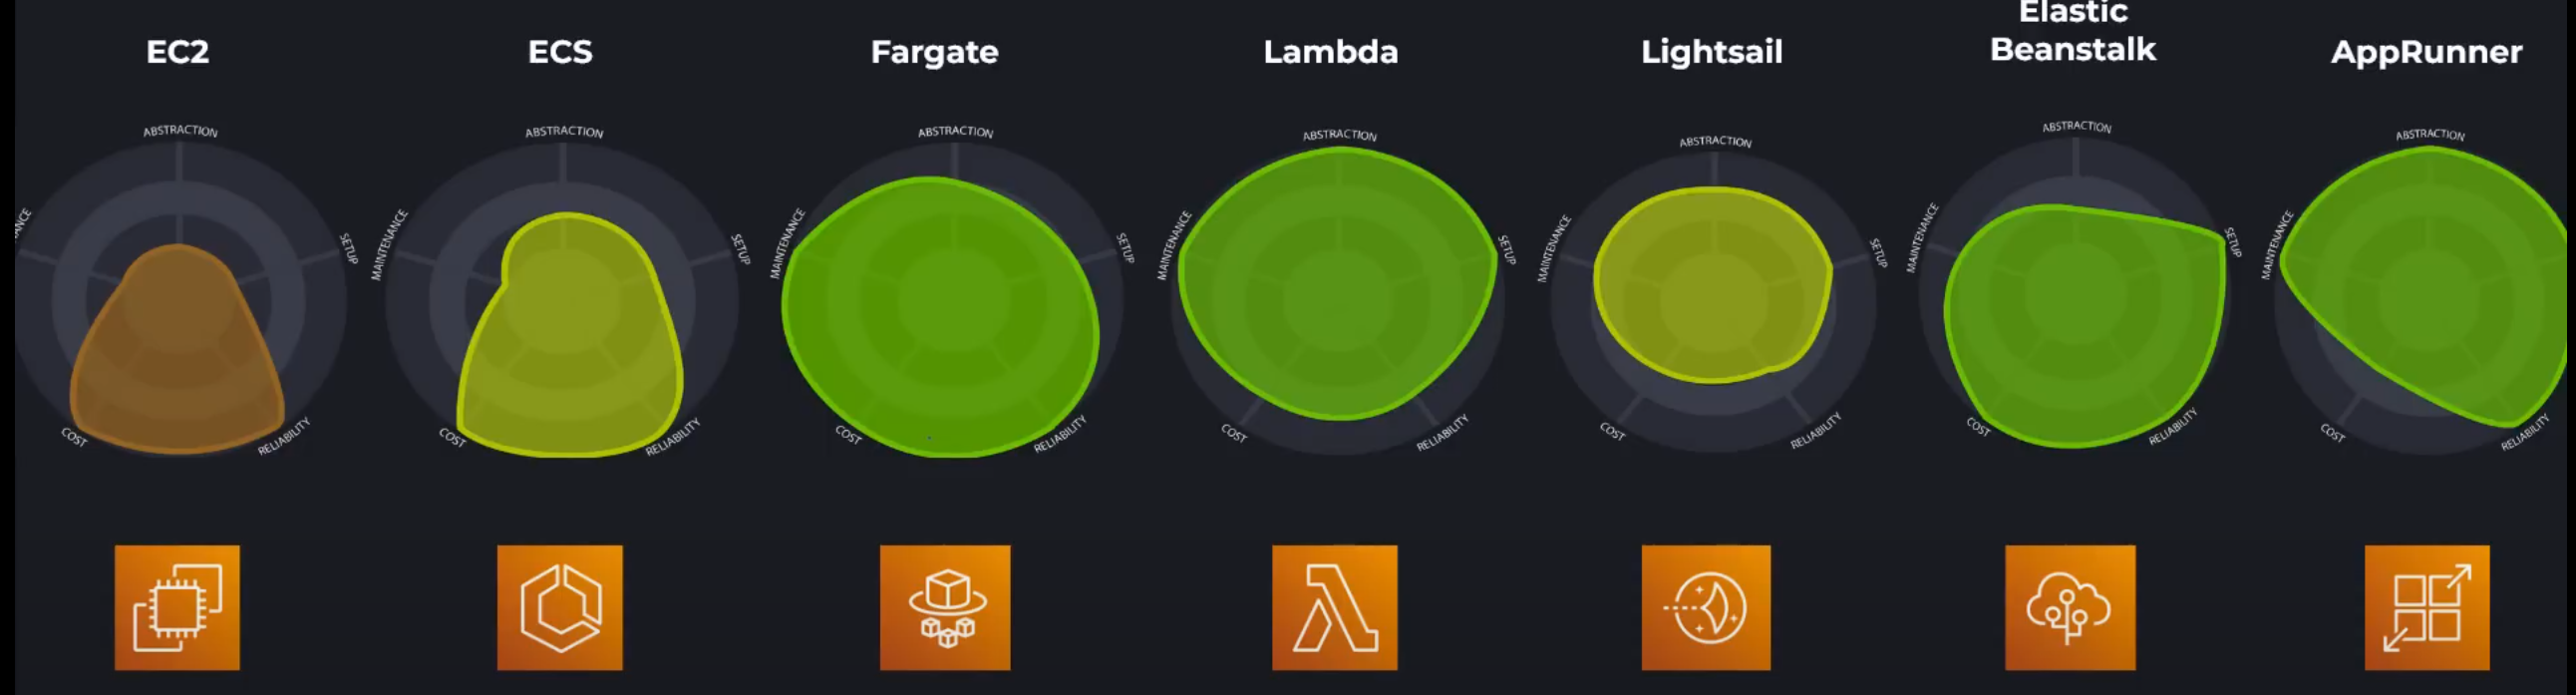 EC2
ECS
Fargate
Lambda
Lightsail
Elastic
Beanstalk
AppRunner
ABSTRACTION
SETUP
RELIABILITY
COST
ABSTRACTION
SETUP
RELIABILITY
COST
MAINTENANCE
ABSTRACTION
SETUP
RELIABILITY
COST
MAINTENANCE
ABSTRACTION
SETUP
RELIABILITY
COST
MAINTENANCE
ABSTRACTION
SETUP
RELIABILITY
COST
MAINTENANCE
ABSTRACTION
SETUP
RELIABILITY
COST
MAINTENANCE
ABSTRACTION
RELIABILITY
COST
MAINTENANCE